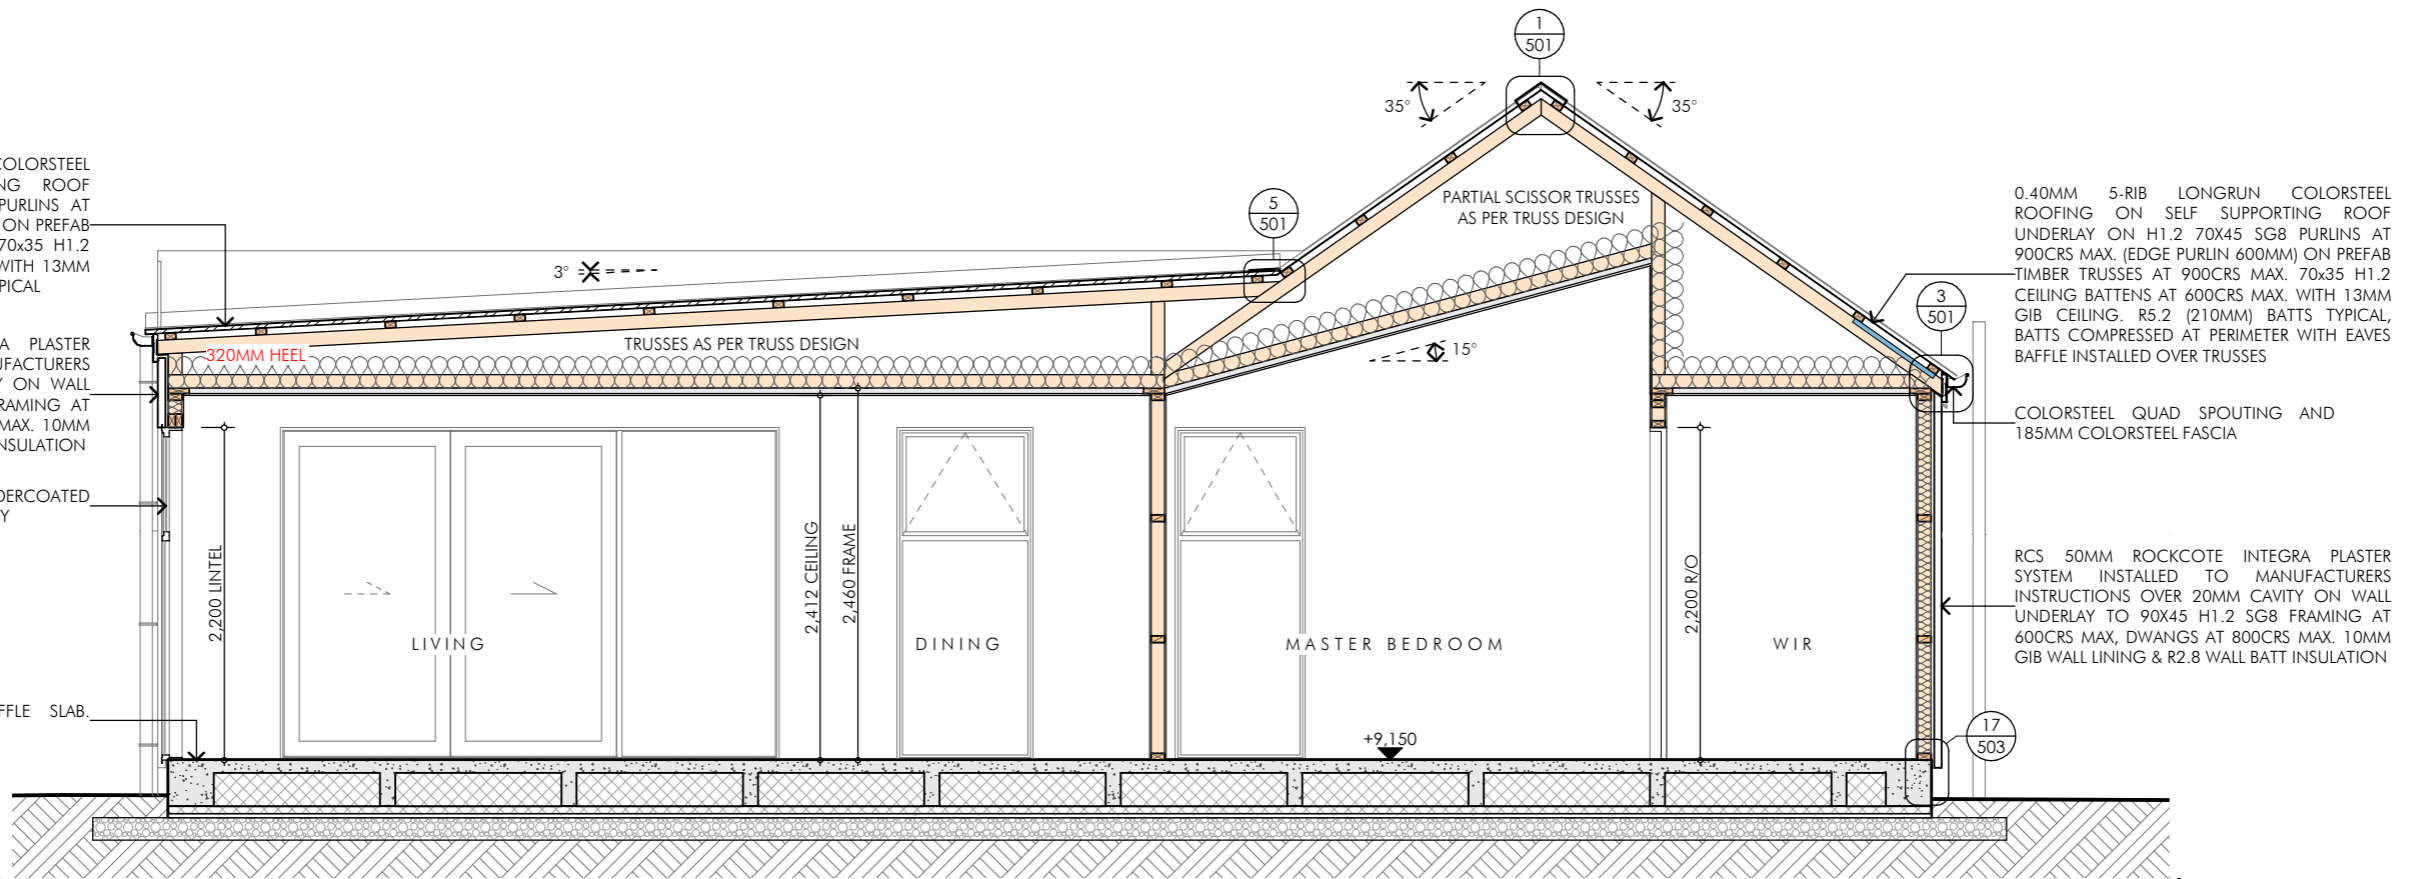 1
501
35°
35°
COLORSTEEL
ROOF
PURLINS AT
ON PREFAB
70x35 H1.2
WITH 13MM
5
501
3°
PARTIAL SCISSOR TRUSSES
AS PER TRUSS DESIGN
0.40MM 5-RIB LONGRUN COLORSTEEL
ROOFING ON SELF SUPPORTING ROOF
UNDERLAY ON H1.2 70X45 SG8 PURLINS AT
900CRS MAX. (EDGE PURLIN 600MM) ON PREFAB
TIMBER TRUSSES AT 900CRS MAX. 70x35 H1.2
CEILING BATTENS AT 600CRS MAX. WITH 13MM
GIB CEILING. R5.2 (210MM) BATTS TYPICAL,
BATTS COMPRESSED AT PERIMETER WITH EAVES
BAFFLE INSTALLED OVER TRUSSES
3
501
PLASTER
ON WALL
AT
MAX. 10MM
320MM HEEL
TRUSSES AS PER TRUSS DESIGN
15°
COLORSTEEL QUAD SPOUTING AND
185MM COLORSTEEL FASCIA
2,200 LINTEL
2,412 CEILING
2,460 FRAME
2,200 R/O
LIVING
DINING
MASTER BEDROOM
WIR
RCS 50MM ROCKCOTE INTEGRA PLASTER
SYSTEM INSTALLED TO MANUFACTURERS
INSTRUCTIONS OVER 20MM CAVITY ON WALL
UNDERLAY TO 90X45 H1.2 SG8 FRAMING AT
600CRS MAX, DWANGS AT 800CRS MAX. 10MM
GIB WALL LINING & R2.8 WALL BATT INSULATION
SLAB.
+9,150
17
503